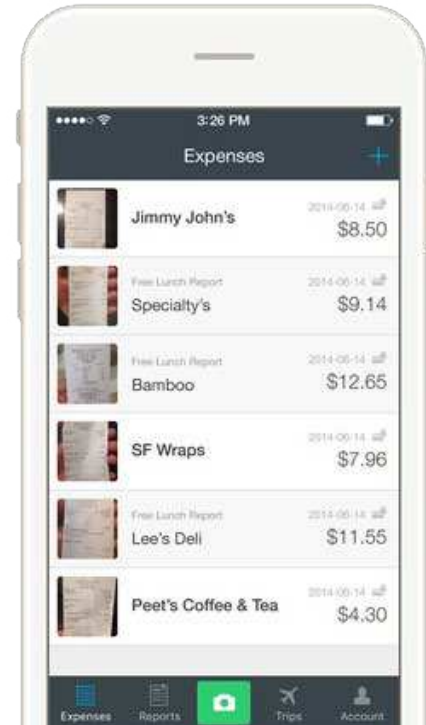 3:26 PM
Expenses
+
2014-06-14
Jimmy John's
$8.50
Free Lunch Report 2014-06-14
Specialty's $9.14
Free Lunch Report 2014-06-14
Bamboo $12.65
2014-06-14
SF Wraps
$7.96
Free Lunch Report 2014-06-14
Lee's Deli $11.55
2014-06-14
Peet's Coffee & Tea
$4.30
Expenses Reports Trips Account